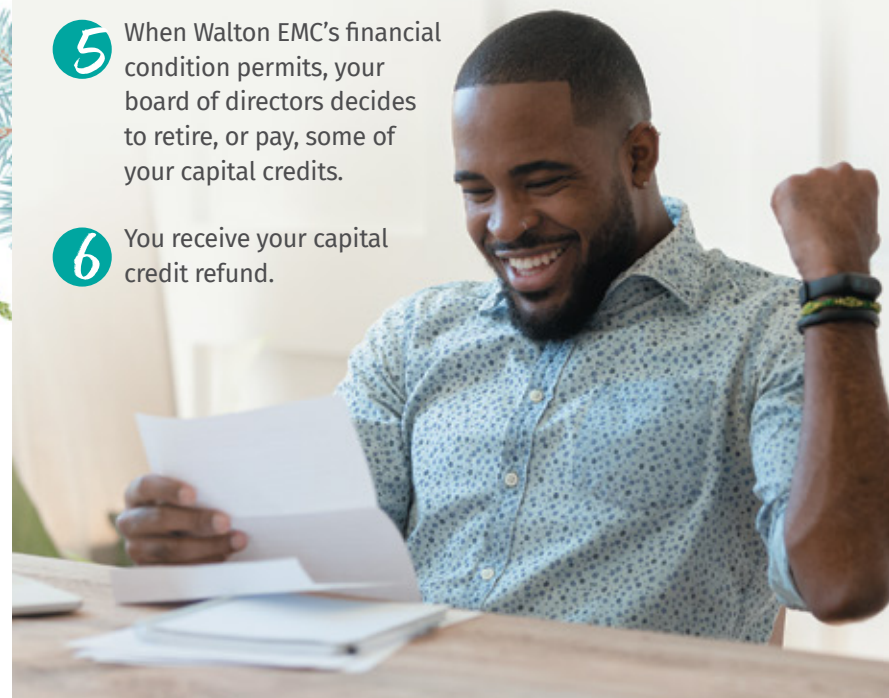 5
When Walton EMC’s financial
condition permits, your
board of directors decides
to retire, or pay, some of
your capital credits.
6
You receive your capital
credit refund.